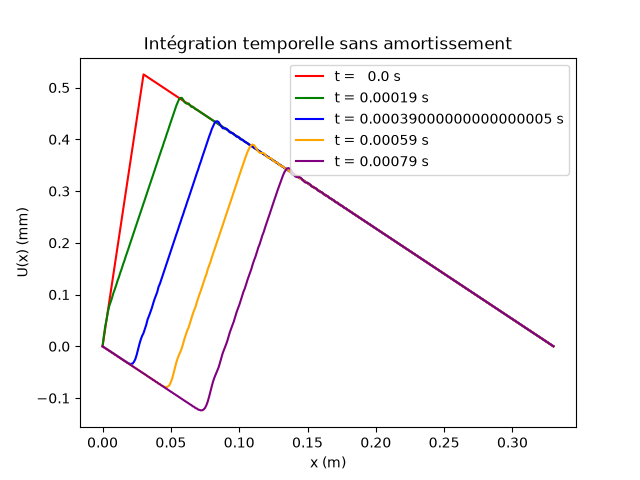 Intégration temporelle sans amortissement
t =   0.0 s
t = 0.00019 s
t = 0.00039000000000000005 s
t = 0.00059 s
t = 0.00079 s
U(x) (mm)
0.5
0.4
0.3
0.2
0.1
0.0
−0.1
0.00 0.05 0.10 0.15 0.20 0.25 0.30
x (m)